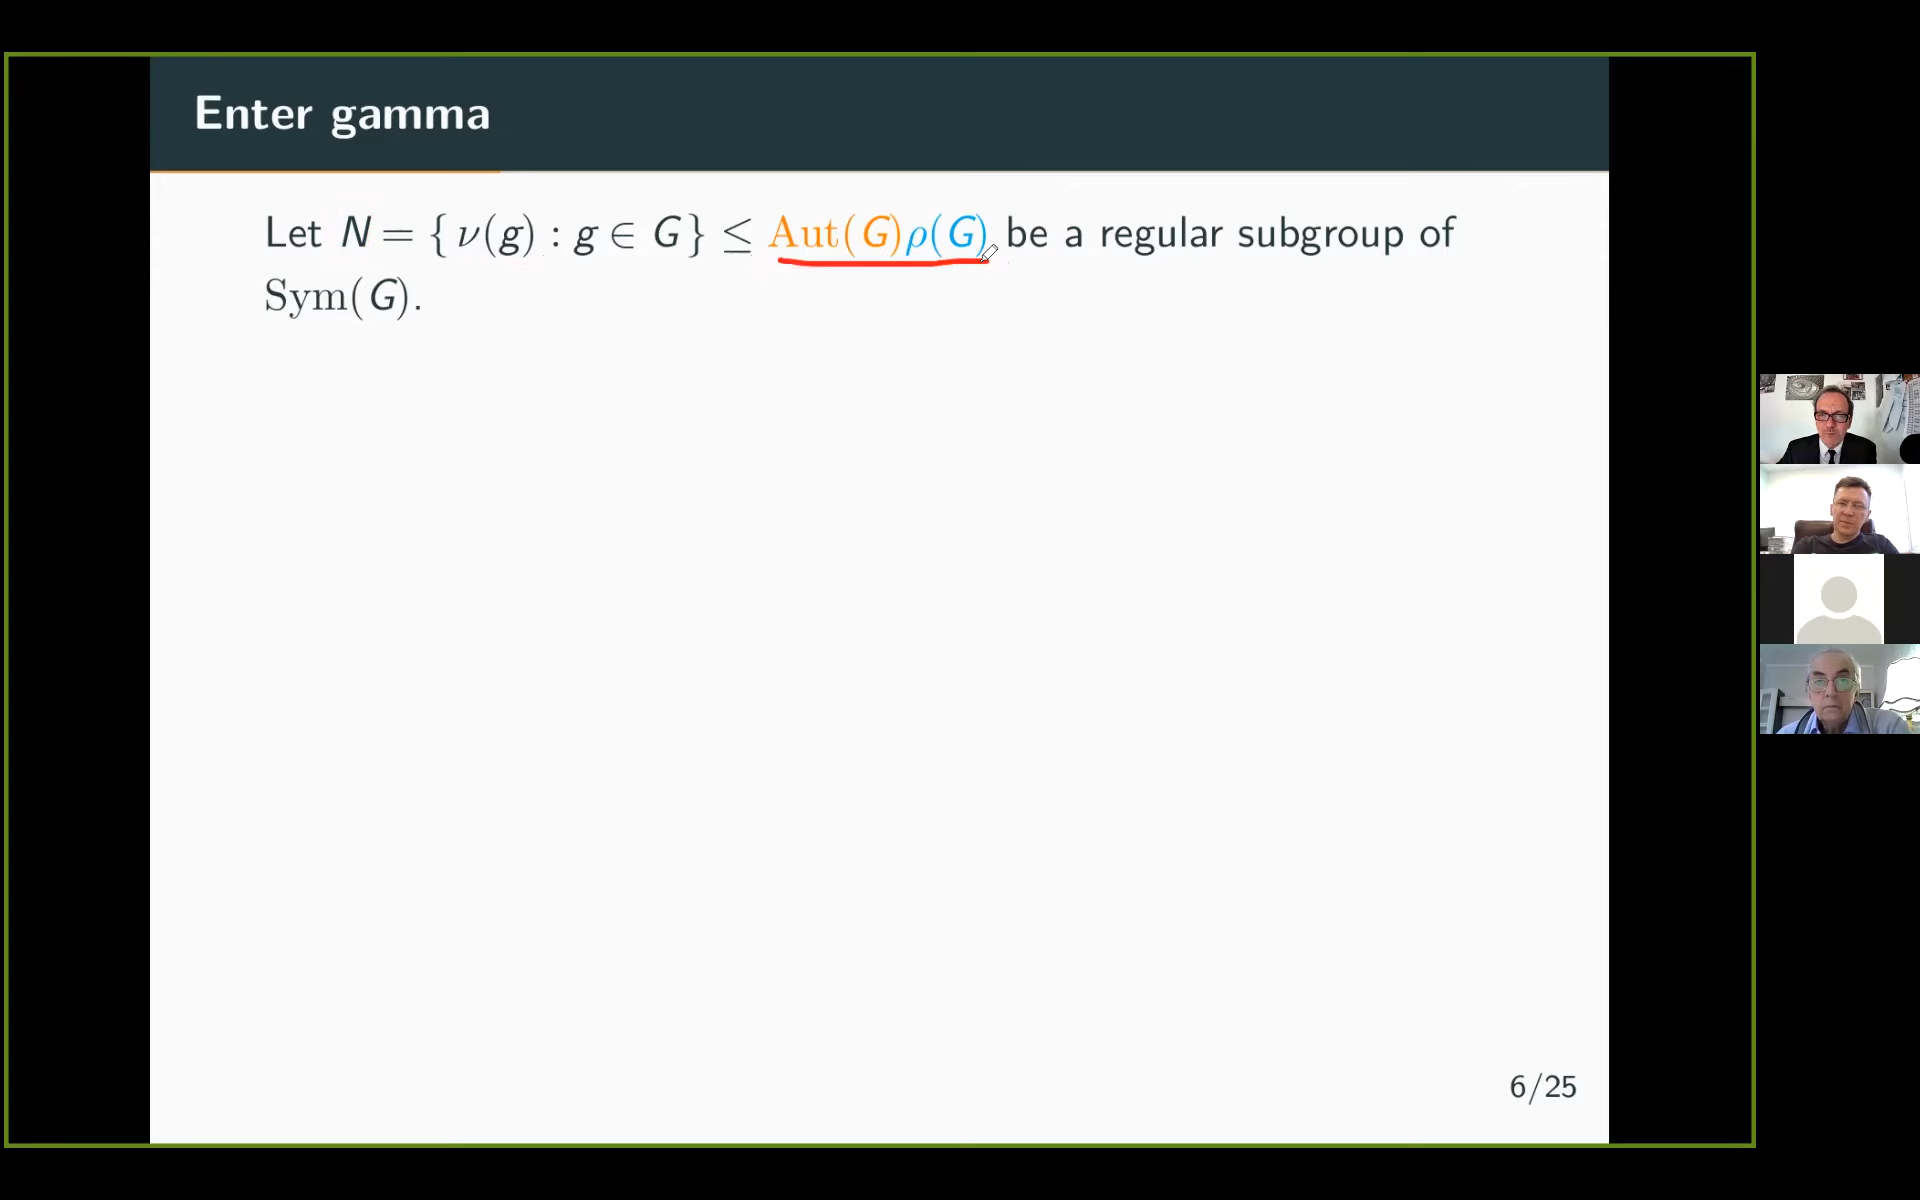 Enter gamma
Let N = { ν(g) : g ∈ G } ≤ Aut(G)ρ(G) be a regular subgroup of
Sym(G).
6/25